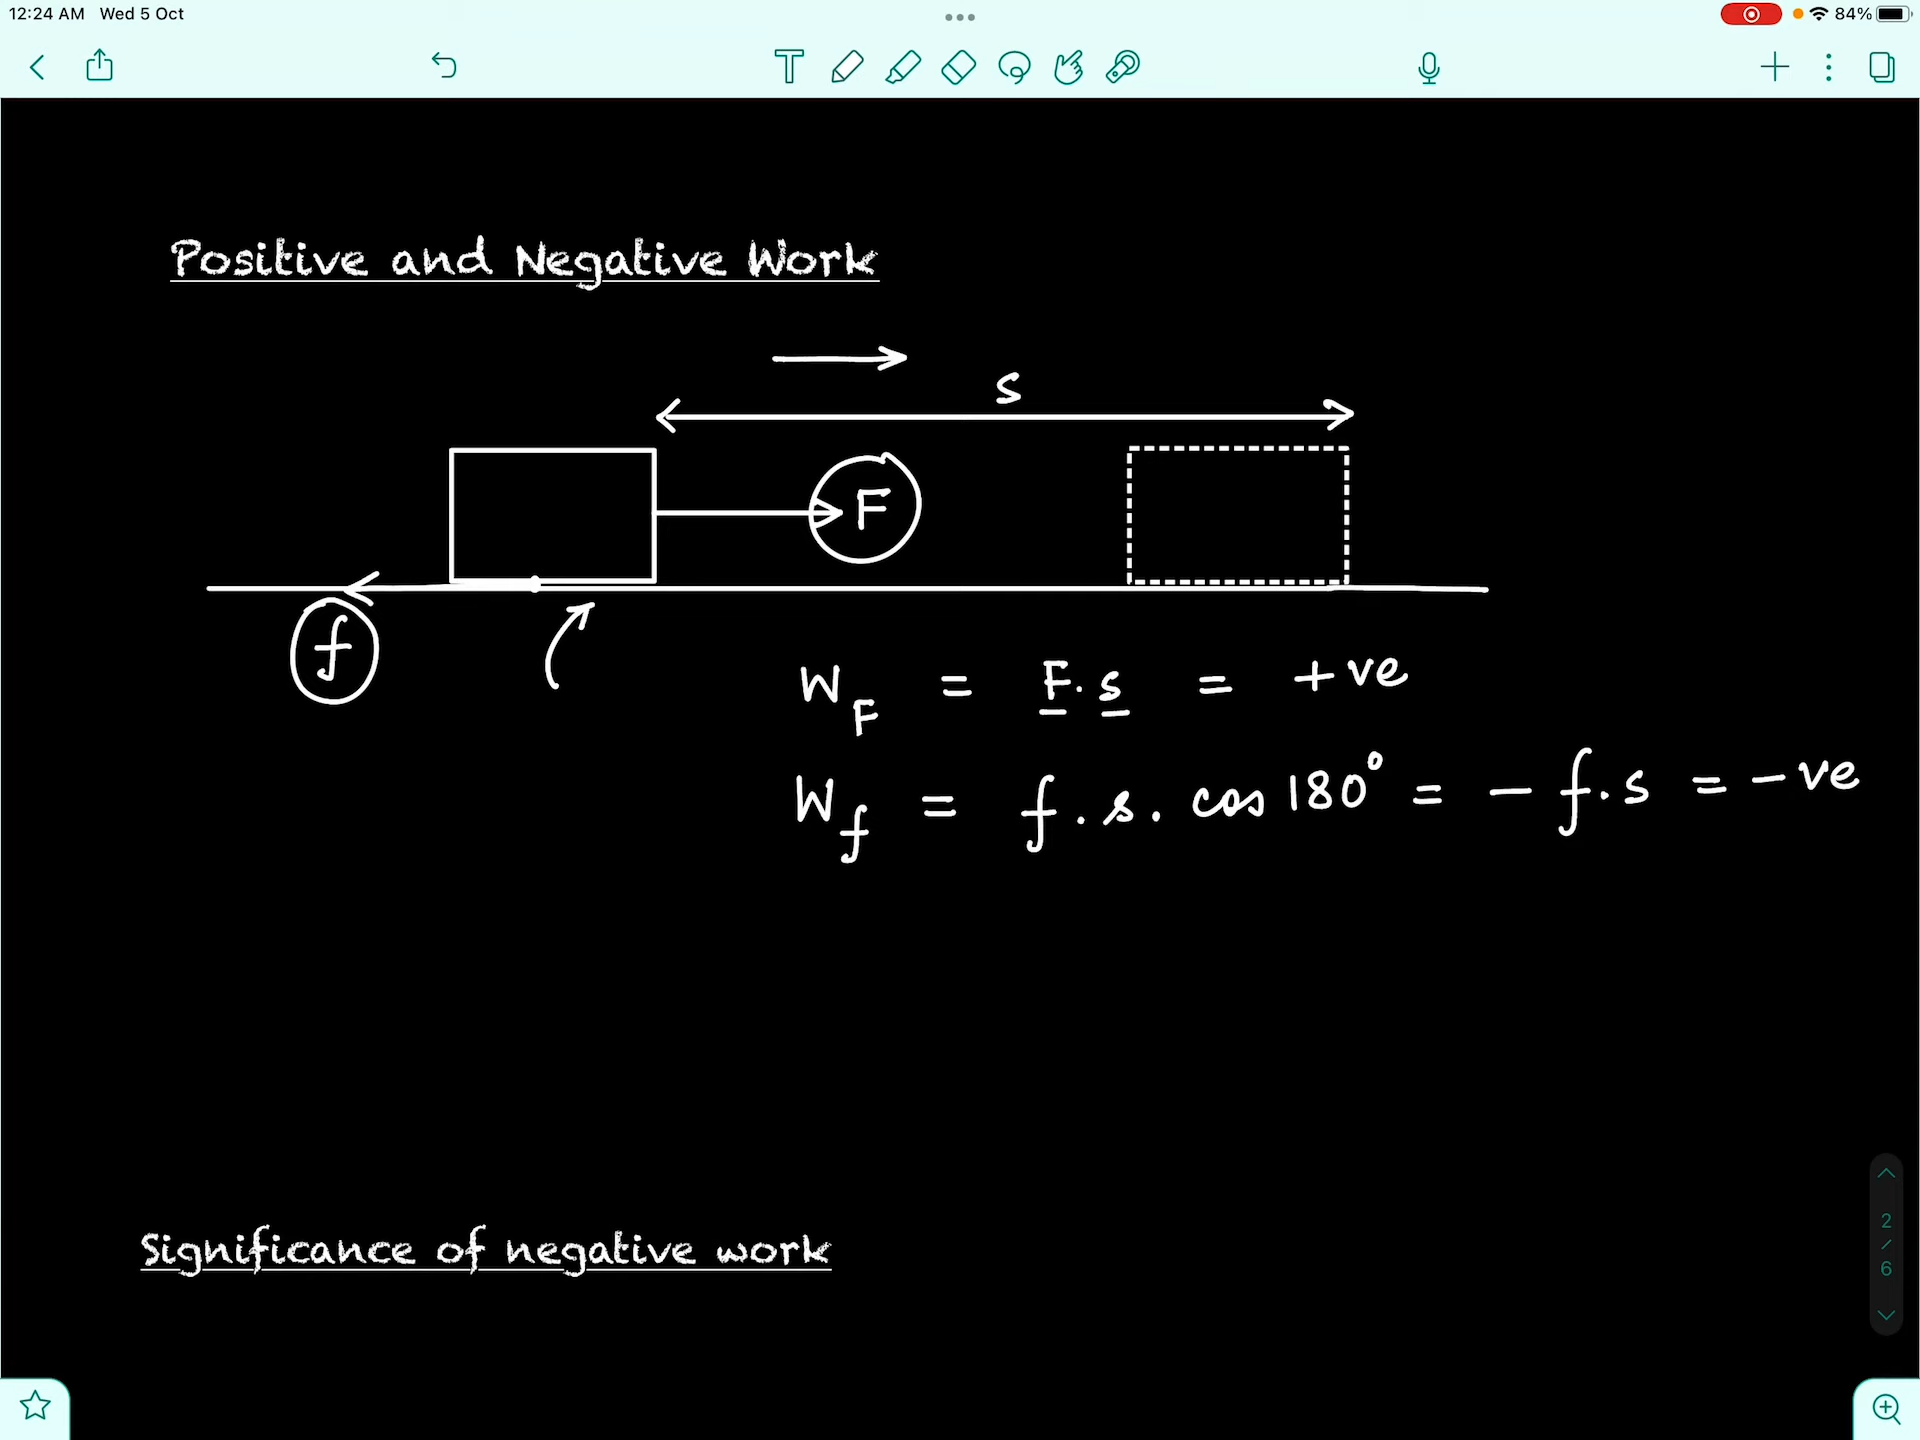 12:24 AM Wed 5 Oct
84%
Positive and Negative Work
s
F
f
W_F = F.s = +ve
W_f = f.s.cos 180° = -f.s = -ve
2
/
6
Significance of negative work